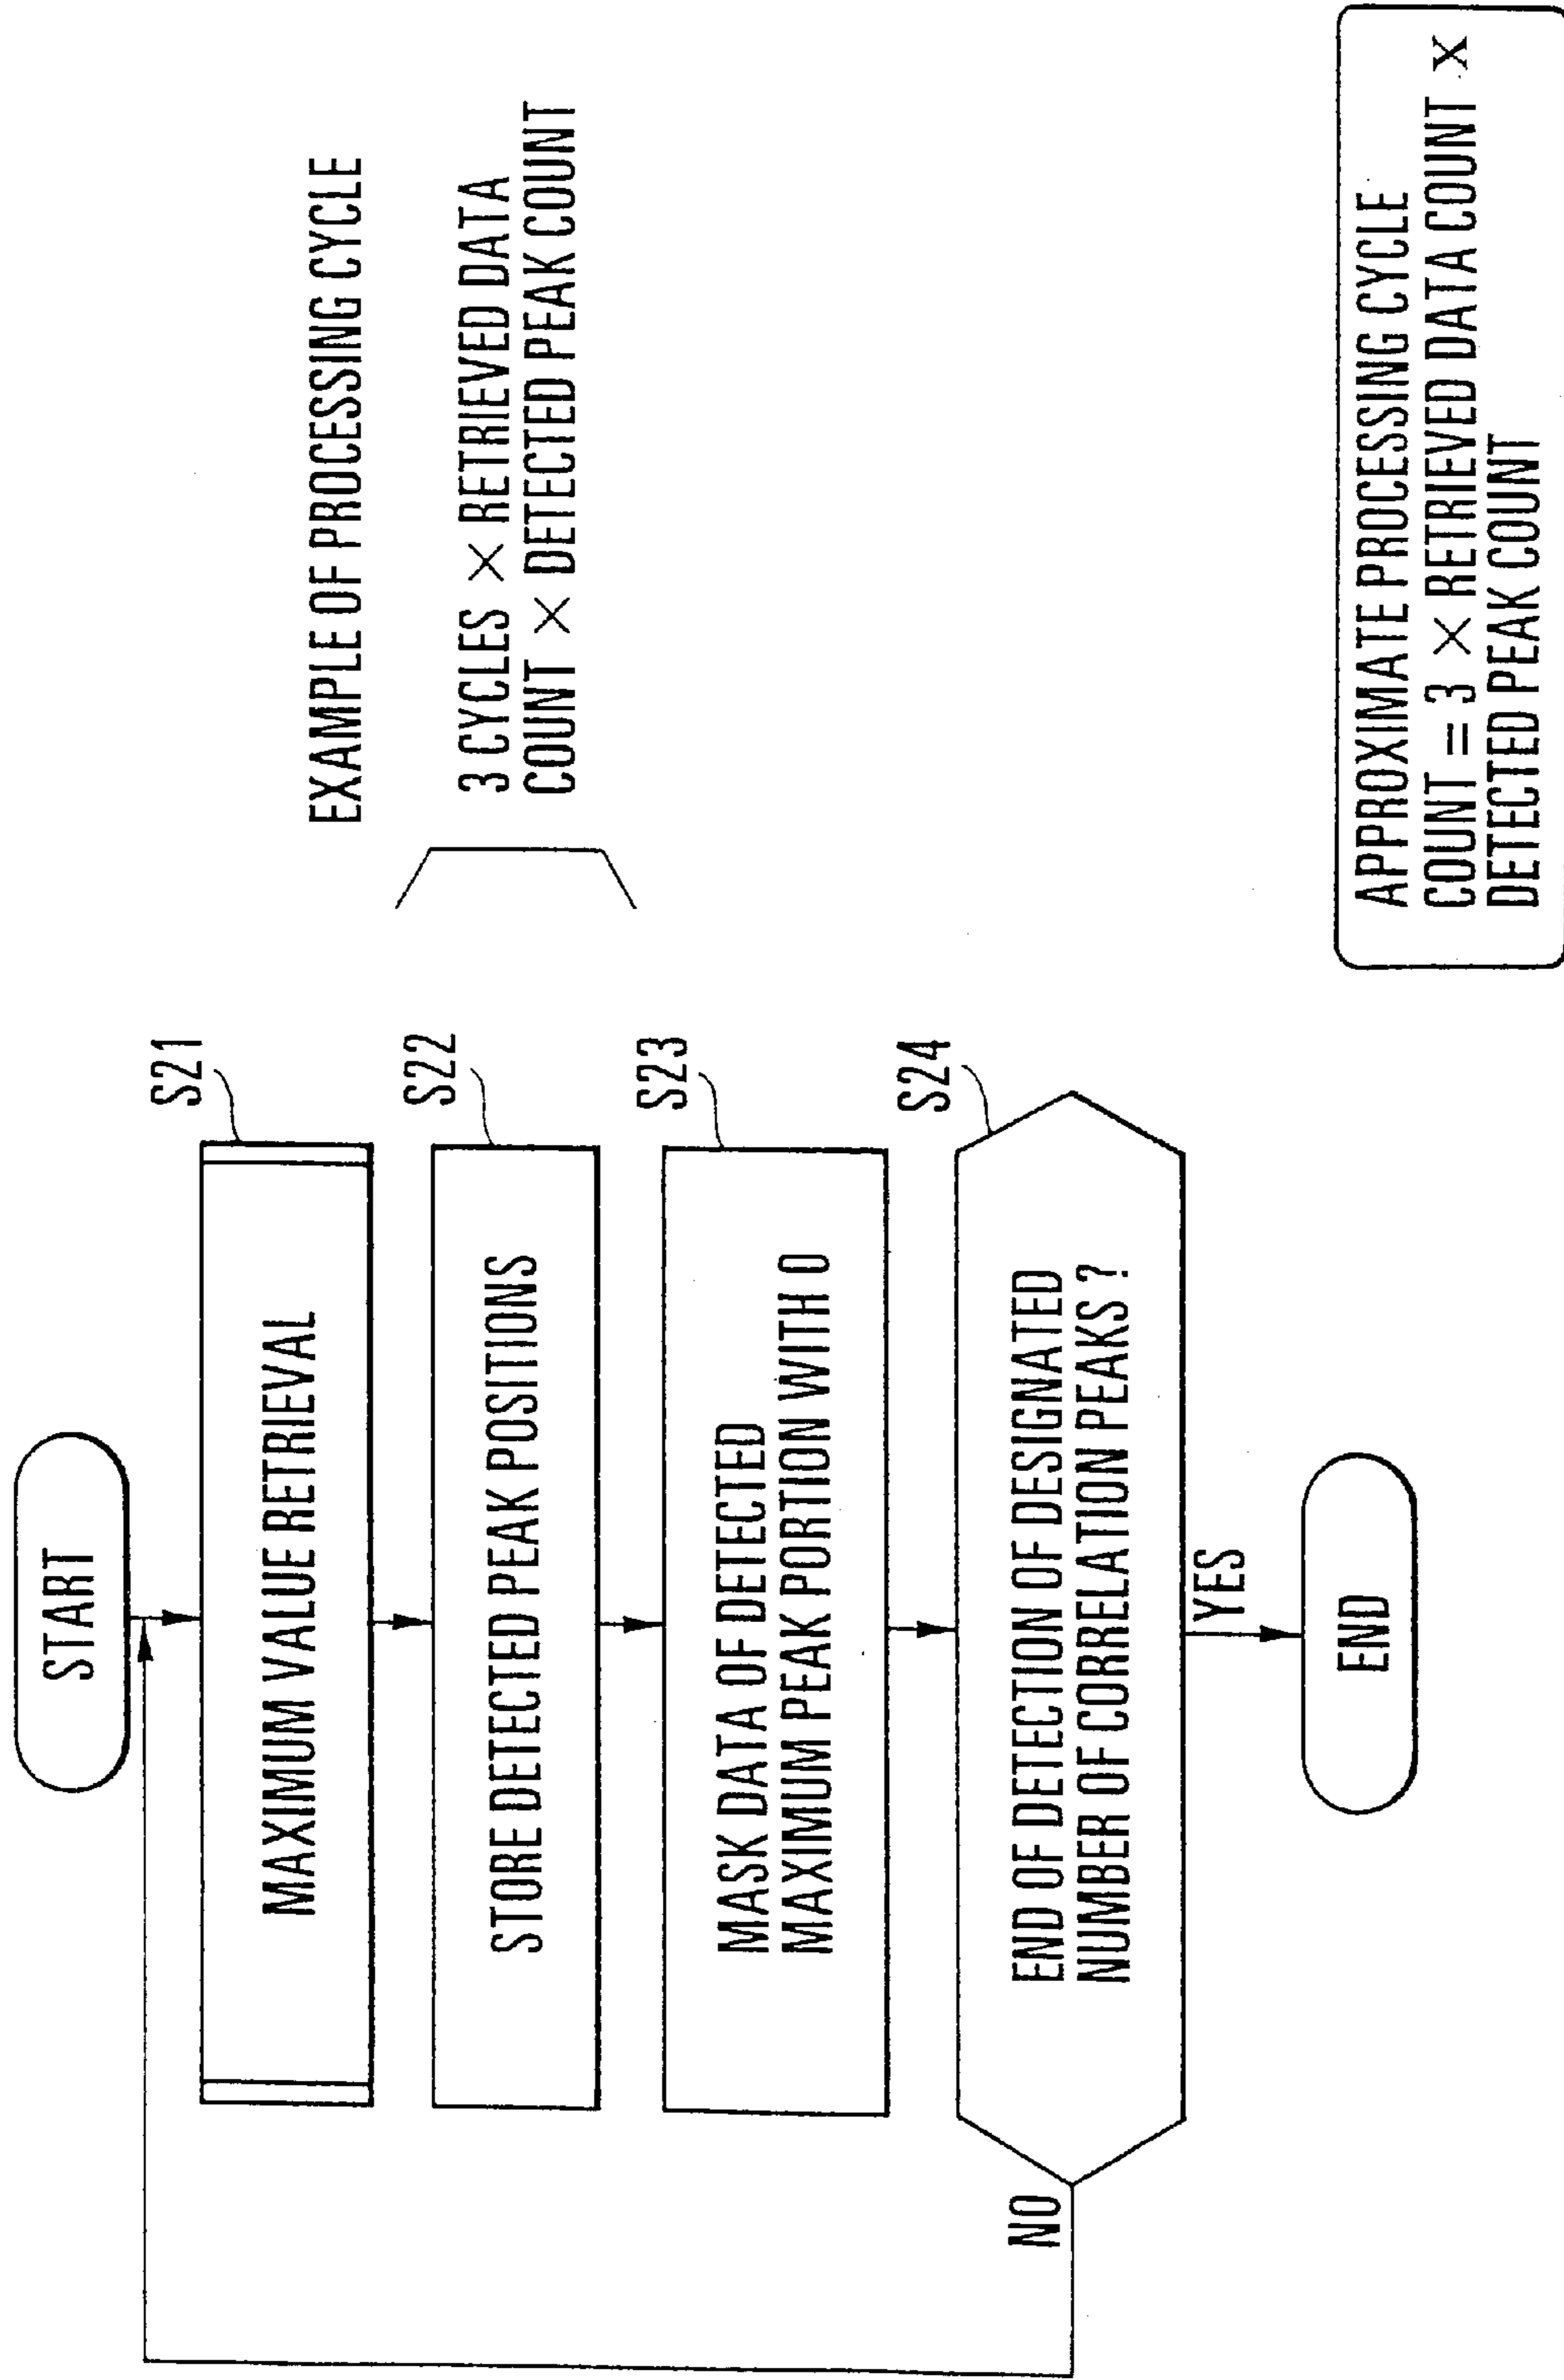 START
S21
MAXIMUM VALUE RETRIEVAL
S22
STORE DETECTED PEAK POSITIONS
S23
MASK DATA OF DETECTED
MAXIMUM PEAK PORTION WITH 0
S24
END OF DETECTION OF DESIGNATED
NUMBER OF CORRELATION PEAKS ?
NO
YES
END
EXAMPLE OF PROCESSING CYCLE
3 CYCLES × RETRIEVED DATA
COUNT × DETECTED PEAK COUNT
APPROXIMATE PROCESSING CYCLE
COUNT = 3 × RETRIEVED DATA COUNT ×
DETECTED PEAK COUNT